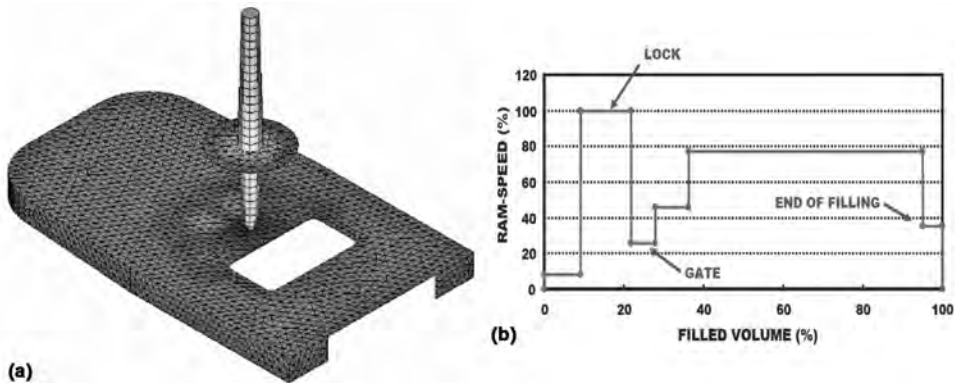 (a)
LOCK
120
100
80
60
40
20
0
RAM-SPEED (%)
END OF FILLING
GATE
0 20 40 60 80 100
FILLED VOLUME (%)
(b)